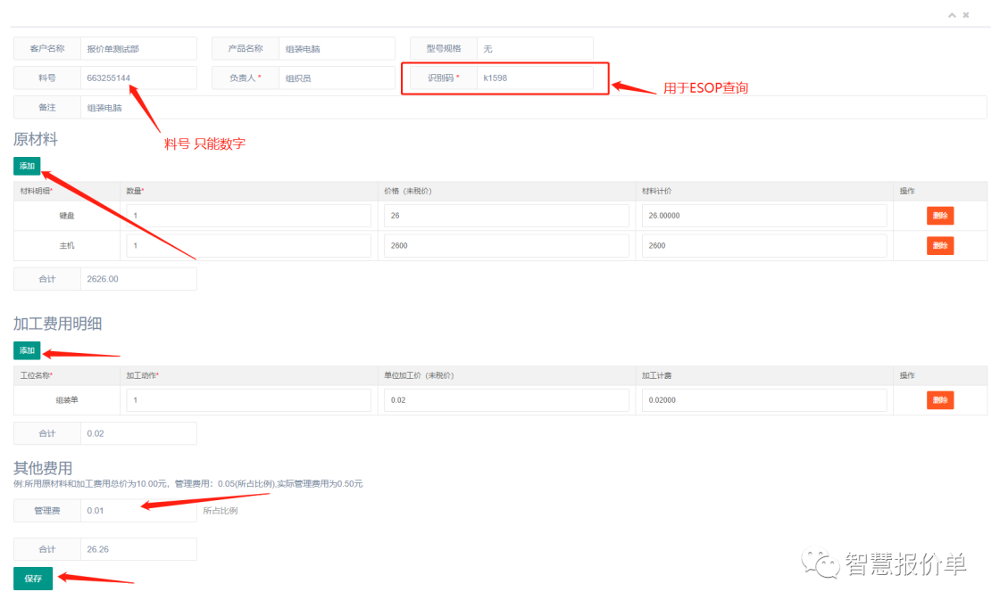 客户名称 报价单测试部 产品名称 组装电脑 型号规格 无
料号 663255144 负责人 * 组织员 识别码 * k1598
用于ESOP查询
备注 组装电脑
原材料
料号 只能数字
添加
材料明细* 数量* 价格（未税价） 材料计价 操作
键盘 1 26 26.00000 删除
主机 1 2600 2600 删除
合计 2626.00
加工费用明细
添加
工位名称* 加工动作* 单位加工价（未税价） 加工计费 操作
组装单 1 0.02 0.02000 删除
合计 0.02
其他费用
例:所用原材料和加工费用总价为10.00元，管理费用：0.05(所占比例),实际管理费用为0.50元
管理费 0.01 所占比例
合计 26.26
智慧报价单
保存